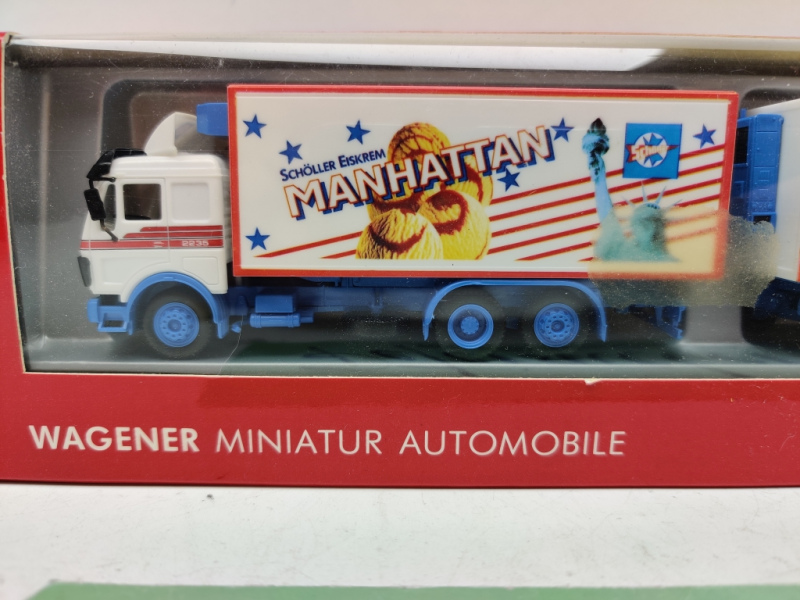 SCHÖLLER EISKREM
MANHATTAN
2235
WAGENER MINIATUR AUTOMOBILE